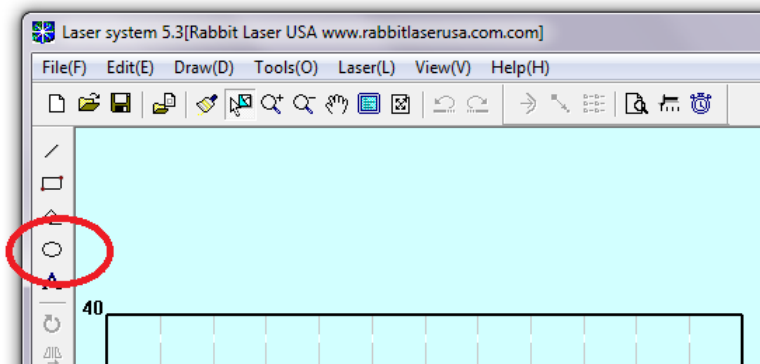 Laser system 5.3[Rabbit Laser USA www.rabbitlaserusa.com.com]
File(F) Edit(E) Draw(D) Tools(O) Laser(L) View(V) Help(H)
A
40